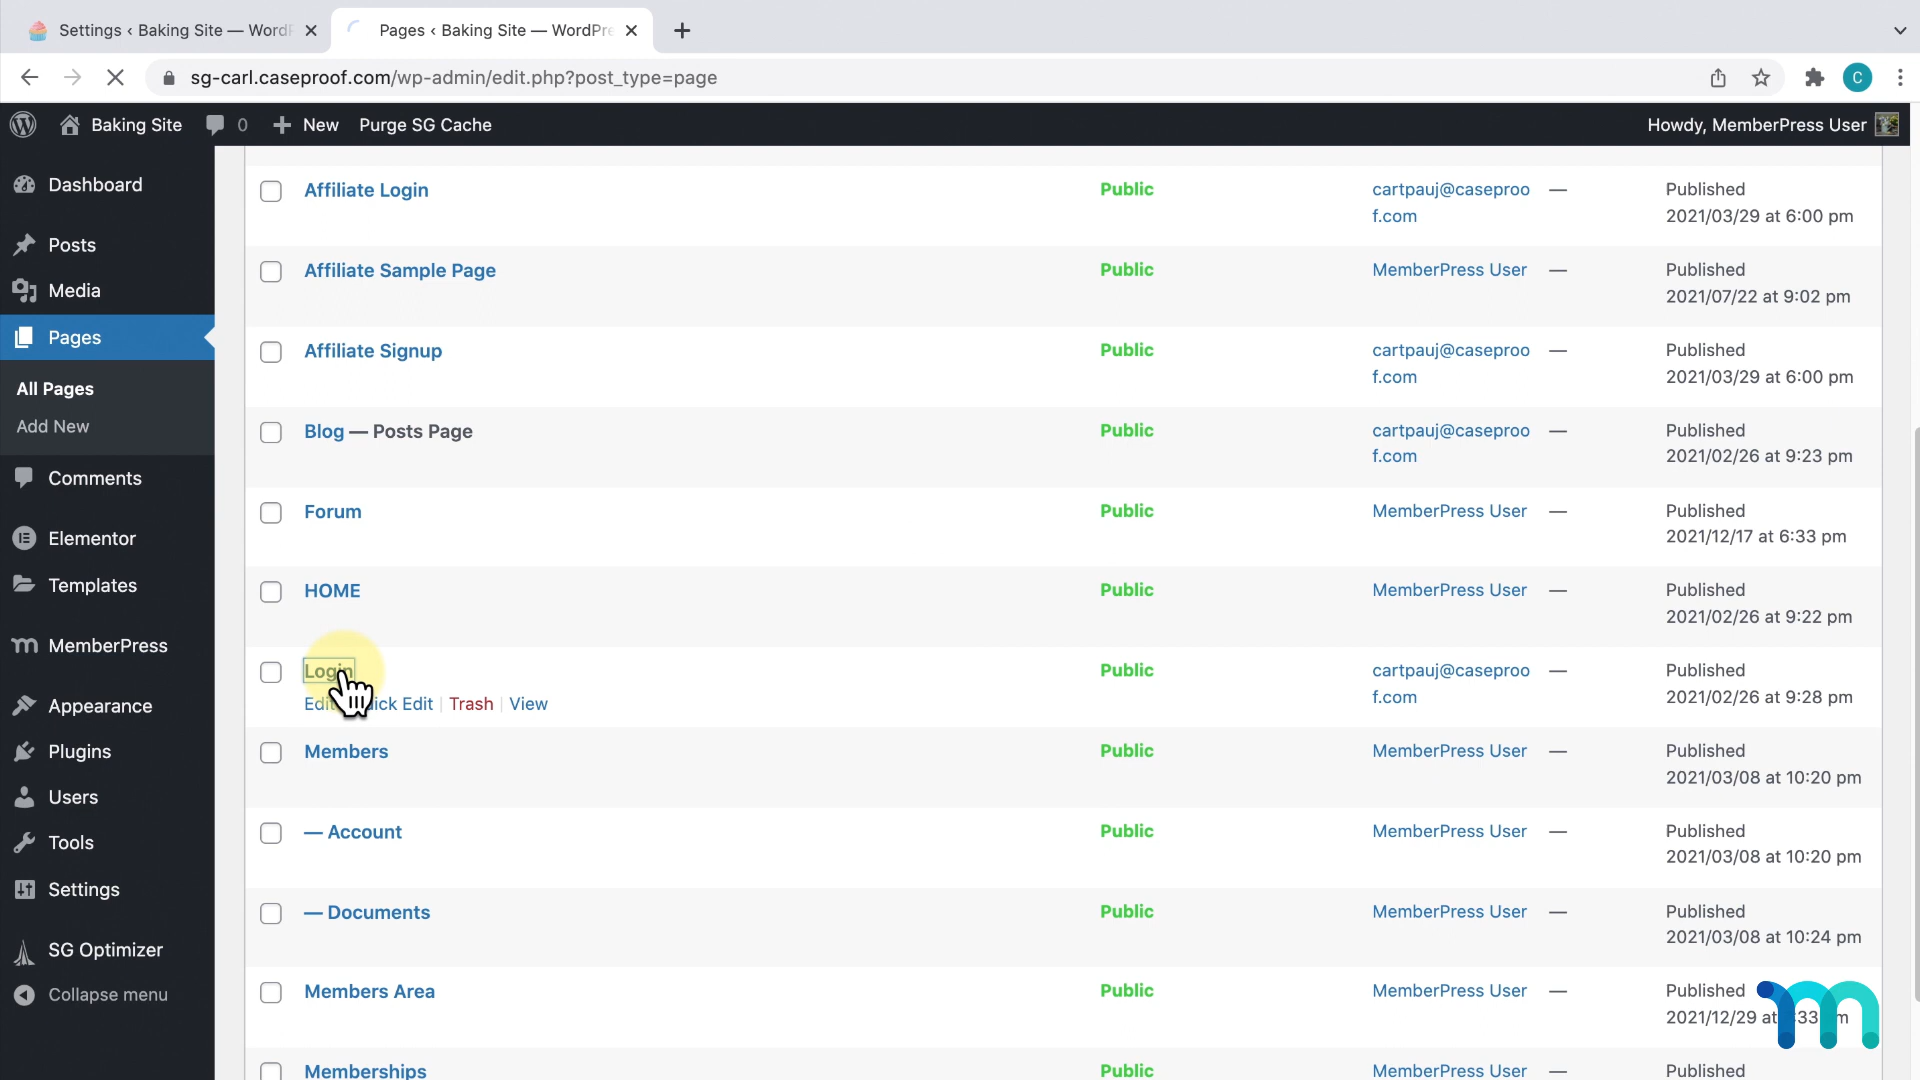 Settings ‹ Baking Site — WordP
Pages ‹ Baking Site — WordPre
sg-carl.caseproof.com/wp-admin/edit.php?post_type=page
C
Baking Site
0
New
Purge SG Cache
Howdy, MemberPress User
Dashboard
Posts
Media
Pages
All Pages
Add New
Comments
Elementor
Templates
MemberPress
Appearance
Plugins
Users
Tools
Settings
SG Optimizer
Collapse menu
Affiliate Login
Public
cartpauj@caseproo
f.com
—
Published
2021/03/29 at 6:00 pm
Affiliate Sample Page
Public
MemberPress User
—
Published
2021/07/22 at 9:02 pm
Affiliate Signup
Public
cartpauj@caseproo
f.com
—
Published
2021/03/29 at 6:00 pm
Blog — Posts Page
Public
cartpauj@caseproo
f.com
—
Published
2021/02/26 at 9:23 pm
Forum
Public
MemberPress User
—
Published
2021/12/17 at 6:33 pm
HOME
Public
MemberPress User
—
Published
2021/02/26 at 9:22 pm
Login
Edit | Quick Edit | Trash | View
Public
cartpauj@caseproo
f.com
—
Published
2021/02/26 at 9:28 pm
Members
Public
MemberPress User
—
Published
2021/03/08 at 10:20 pm
— Account
Public
MemberPress User
—
Published
2021/03/08 at 10:20 pm
— Documents
Public
MemberPress User
—
Published
2021/03/08 at 10:24 pm
Members Area
Public
MemberPress User
—
Published
2021/12/29 at
Memberships
Public
MemberPress User
—
Published